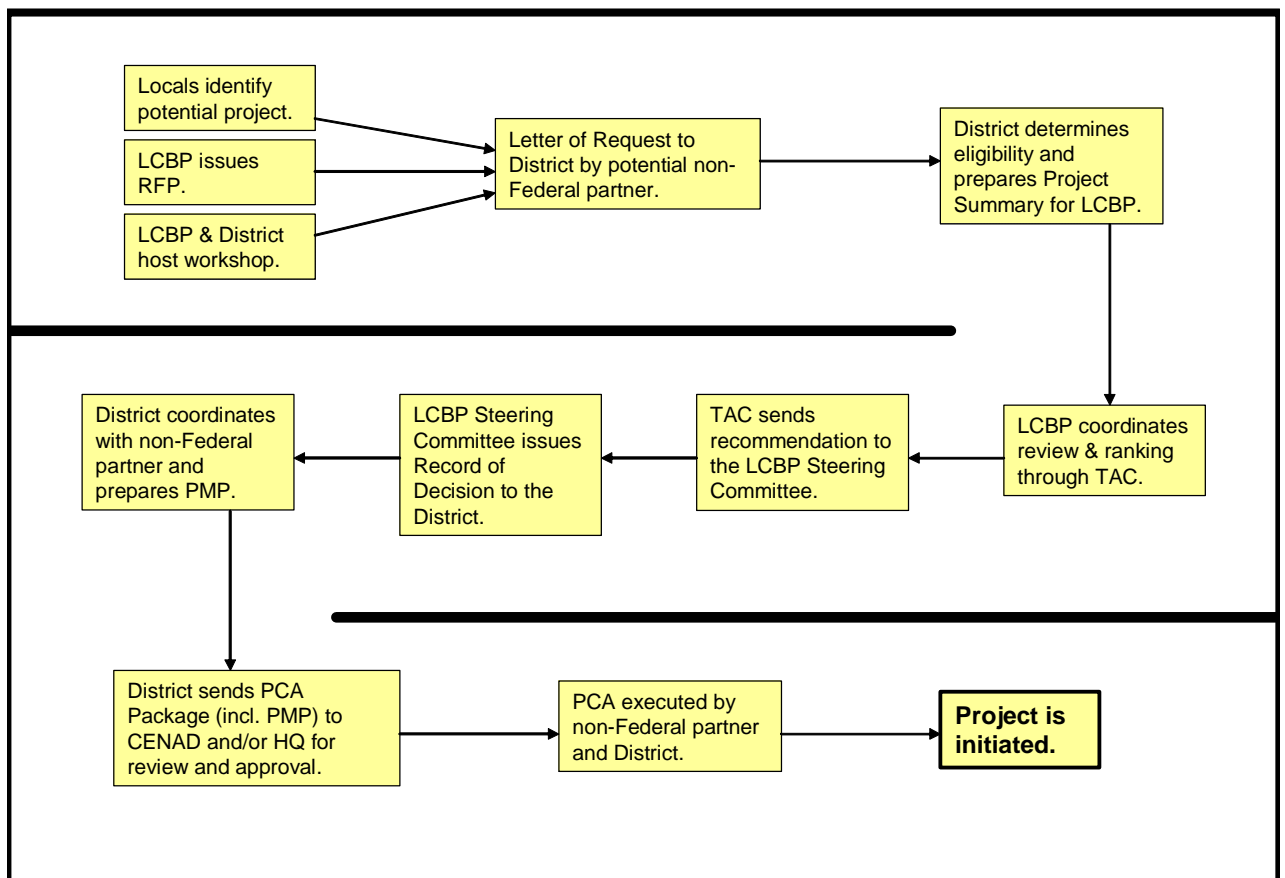 Locals identify
potential project.
LCBP issues
RFP.
LCBP & District
host workshop.
Letter of Request to
District by potential non-
Federal partner.
District determines
eligibility and
prepares Project
Summary for LCBP.
LCBP coordinates
review & ranking
through TAC.
TAC sends
recommendation to
the LCBP Steering
Committee.
LCBP Steering
Committee issues
Record of
Decision to the
District.
District coordinates
with non-Federal
partner and
prepares PMP.
District sends PCA
Package (incl. PMP) to
CENAD and/or HQ for
review and approval.
PCA executed by
non-Federal partner
and District.
Project is
initiated.